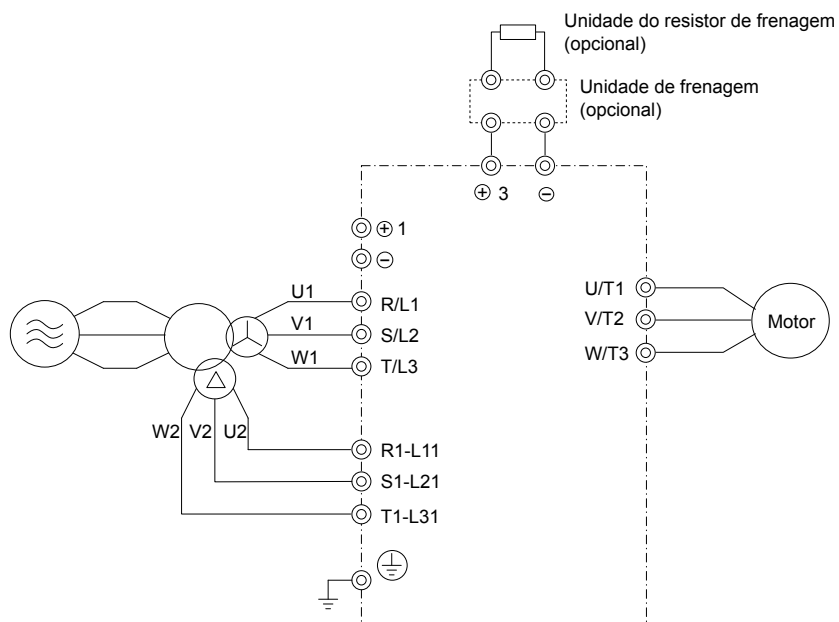 Unidade do resistor de frenagem
(opcional)
Unidade de frenagem
(opcional)
⊕ 3 ⊖
⊕ 1
⊖
U1
R/L1
V1
S/L2
W1
T/L3
U/T1
V/T2
W/T3
Motor
W2 V2 U2
R1-L11
S1-L21
T1-L31